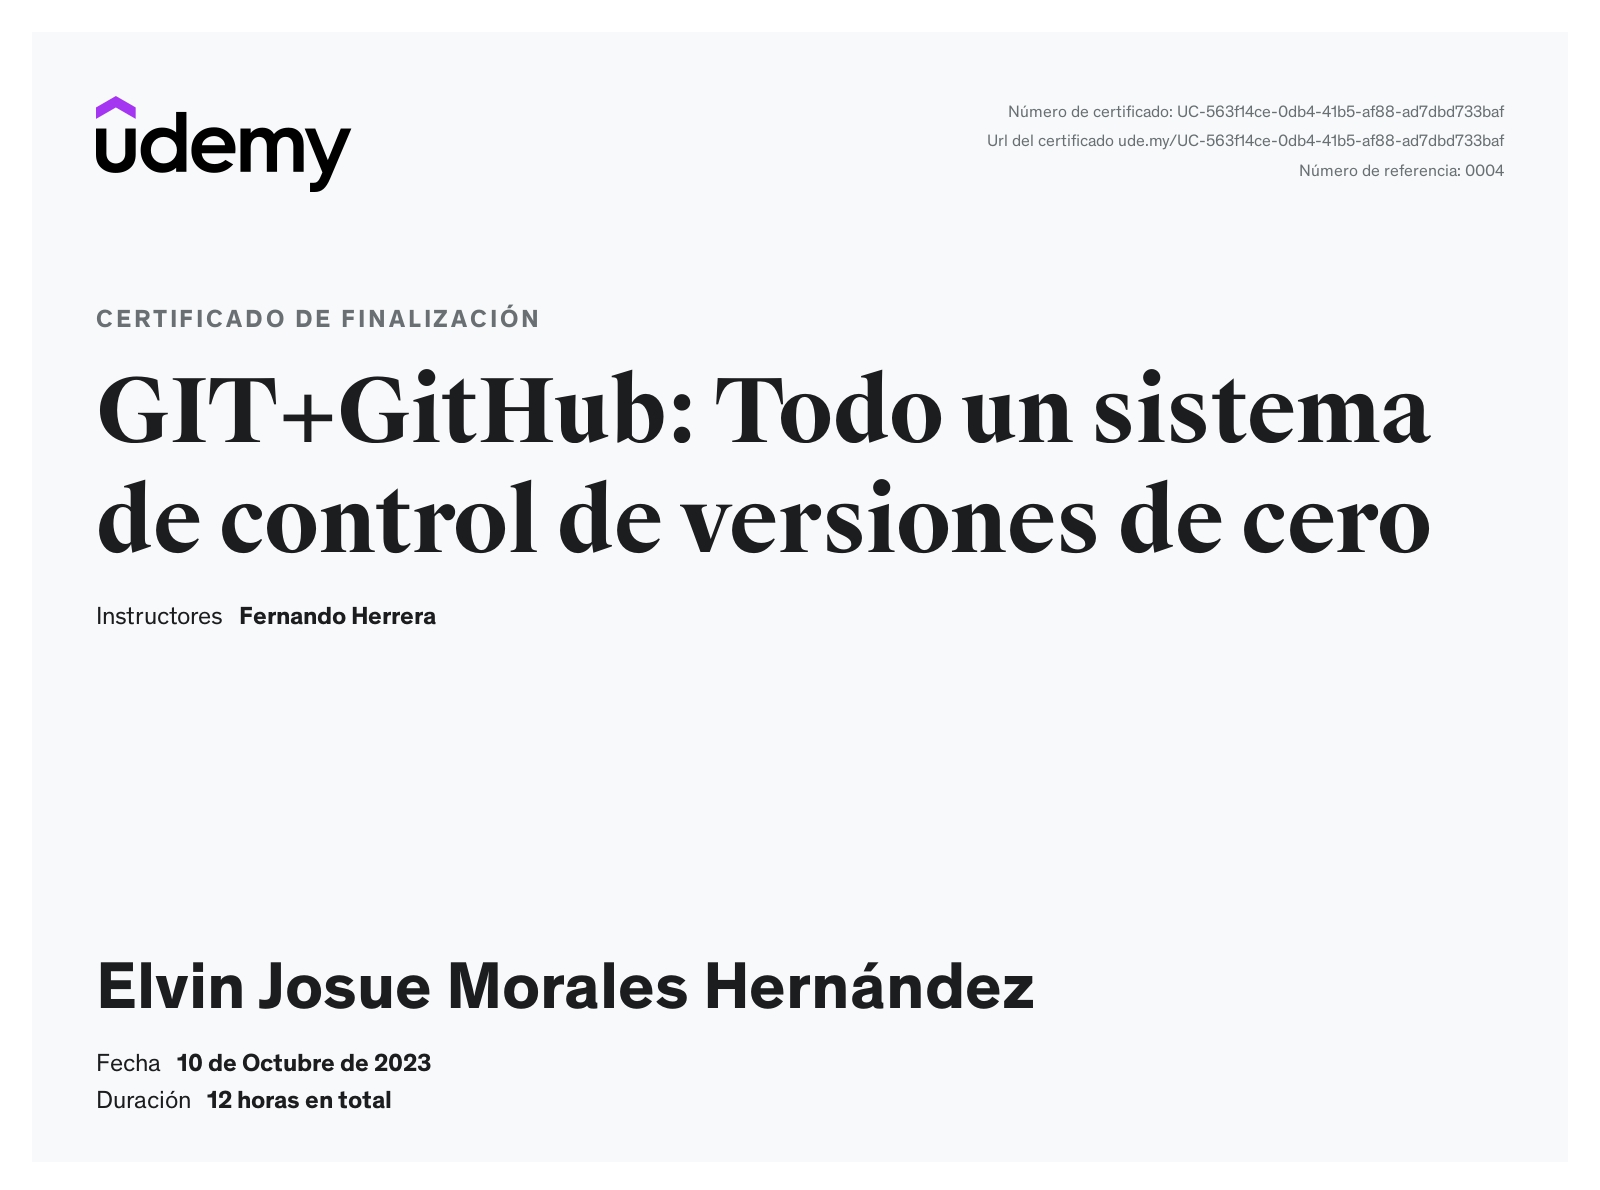 udemy
Número de certificado: UC-563f14ce-0db4-41b5-af88-ad7dbd733baf
Url del certificado ude.my/UC-563f14ce-0db4-41b5-af88-ad7dbd733baf
Número de referencia: 0004
CERTIFICADO DE FINALIZACIÓN
GIT+GitHub: Todo un sistema
de control de versiones de cero
Instructores Fernando Herrera
Elvin Josue Morales Hernández
Fecha 10 de Octubre de 2023
Duración 12 horas en total